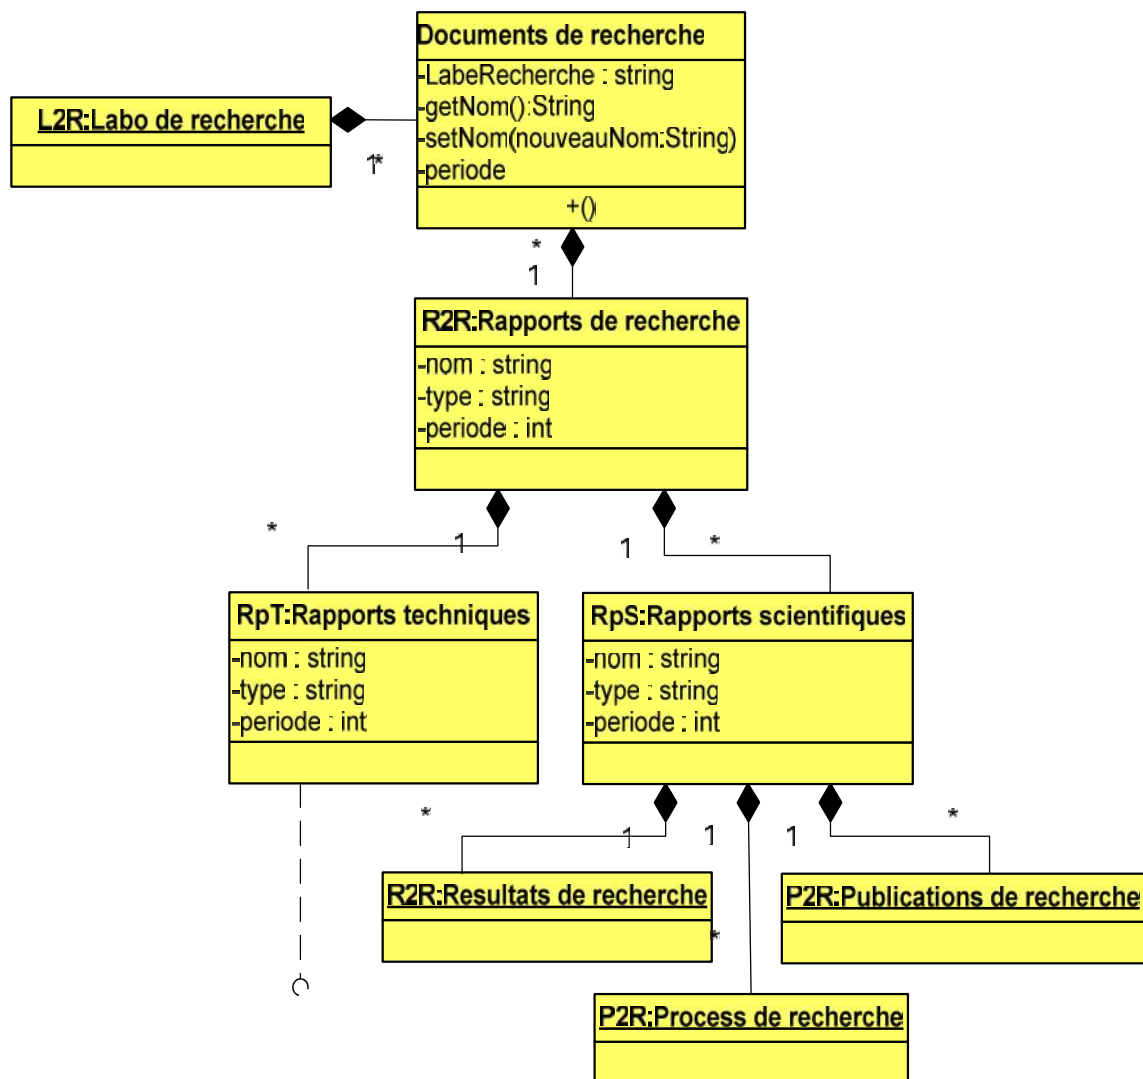 Documents de recherche
-LabeRecherche : string
-getNom():String
-setNom(nouveauNom:String)
-periode
+()
L2R:Labo de recherche
1*
*
1
R2R:Rapports de recherche
-nom : string
-type : string
-periode : int
*
1
1
*
RpT:Rapports techniques
-nom : string
-type : string
-periode : int
RpS:Rapports scientifiques
-nom : string
-type : string
-periode : int
*
1
1
1
*
R2R:Resultats de recherche
P2R:Publications de recherche
*
P2R:Process de recherche